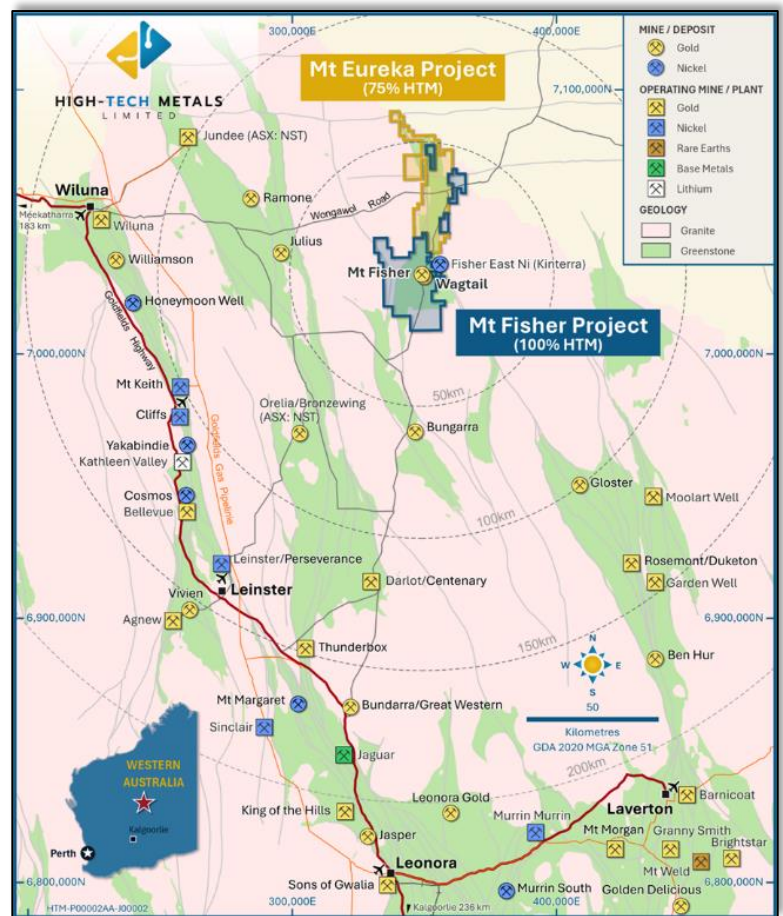 300,000E
400,000E
HIGH-TECH METALS
LIMITED
Mt Eureka Project
(75% HTM)
7,100,000N
MINE / DEPOSIT
Gold
Nickel
OPERATING MINE / PLANT
Gold
Nickel
Rare Earths
Base Metals
Lithium
GEOLOGY
Granite
Greenstone
Jundee (ASX: NST)
Wiluna
Meekatharra
183 km
Wiluna
Ramone
Wongawol Road
Williamson
Julius
Mt Fisher
Fisher East Ni (Kinterra)
Wagtail
Honeymoon Well
Goldfields Highway
Mt Fisher Project
(100% HTM)
7,000,000N
7,000,000N
Mt Keith
50km
Cliffs
Orelia/Bronzewing
(ASX: NST)
Bungarra
Goldfields Gas Pipeline
Yakabindie
Kathleen Valley
Cosmos
Bellevue
Gloster
Moolart Well
100km
Leinster/Perseverance
Leinster
Rosemont/Duketon
Darlot/Centenary
Garden Well
Vivien
Agnew
6,900,000N
6,900,000N
Thunderbox
150km
N
W
E
S
Ben Hur
50
Kilometres
GDA 2020 MGA Zone 51
Mt Margaret
Bundarra/Great Western
Sinclair
Jaguar
200km
WESTERN
AUSTRALIA
Kalgoorlie
Perth
King of the Hills
Leonora Gold
Laverton
Barnicoat
Murrin Murrin
Mt Morgan
Granny Smith
Brightstar
Jasper
Mt Weld
Leonora
Sons of Gwalia
Murrin South
Golden Delicious
6,800,000N
6,800,000N
HTM-P00002AA-J00002
300,000E
Kalgoorlie 236 km
400,000E